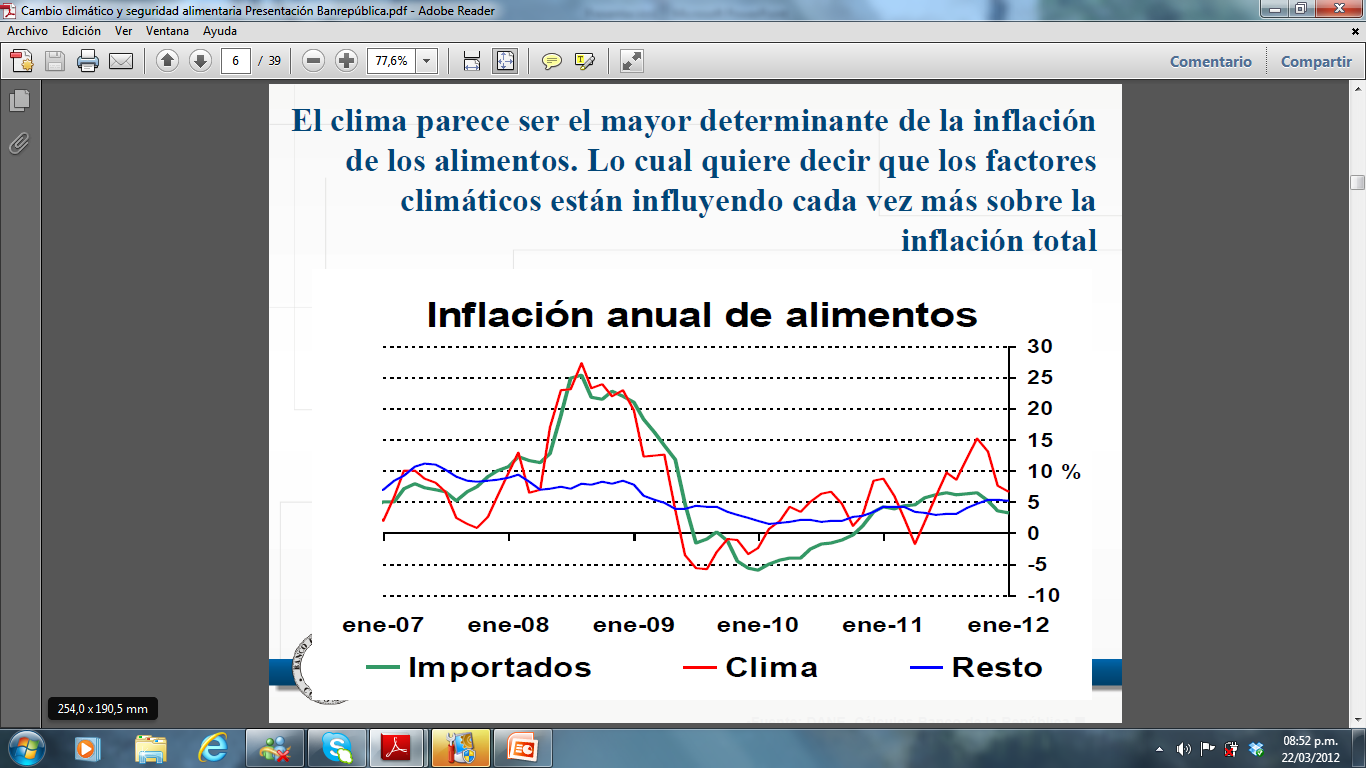 Cambio climático y seguridad alimentaria Presentación Banrepública.pdf - Adobe Reader
Archivo Edición Ver Ventana Ayuda
6 / 39 77,6% Comentario Compartir
El clima parece ser el mayor determinante de la inflación
de los alimentos. Lo cual quiere decir que los factores
climáticos están influyendo cada vez más sobre la
inflación total
Inflación anual de alimentos
30
25
20
15
10 %
5
0
-5
-10
ene-07 ene-08 ene-09 ene-10 ene-11 ene-12
Importados Clima Resto
254,0 x 190,5 mm
08:52 p.m.
22/03/2012